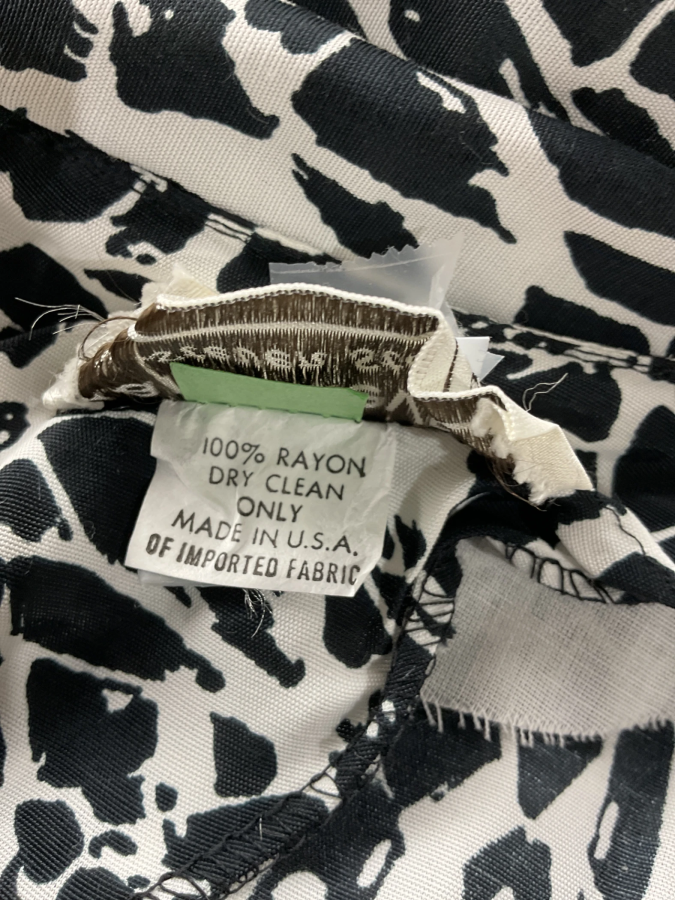 100% RAYON
DRY CLEAN
ONLY
MADE IN U.S.A.
OF IMPORTED FABRIC